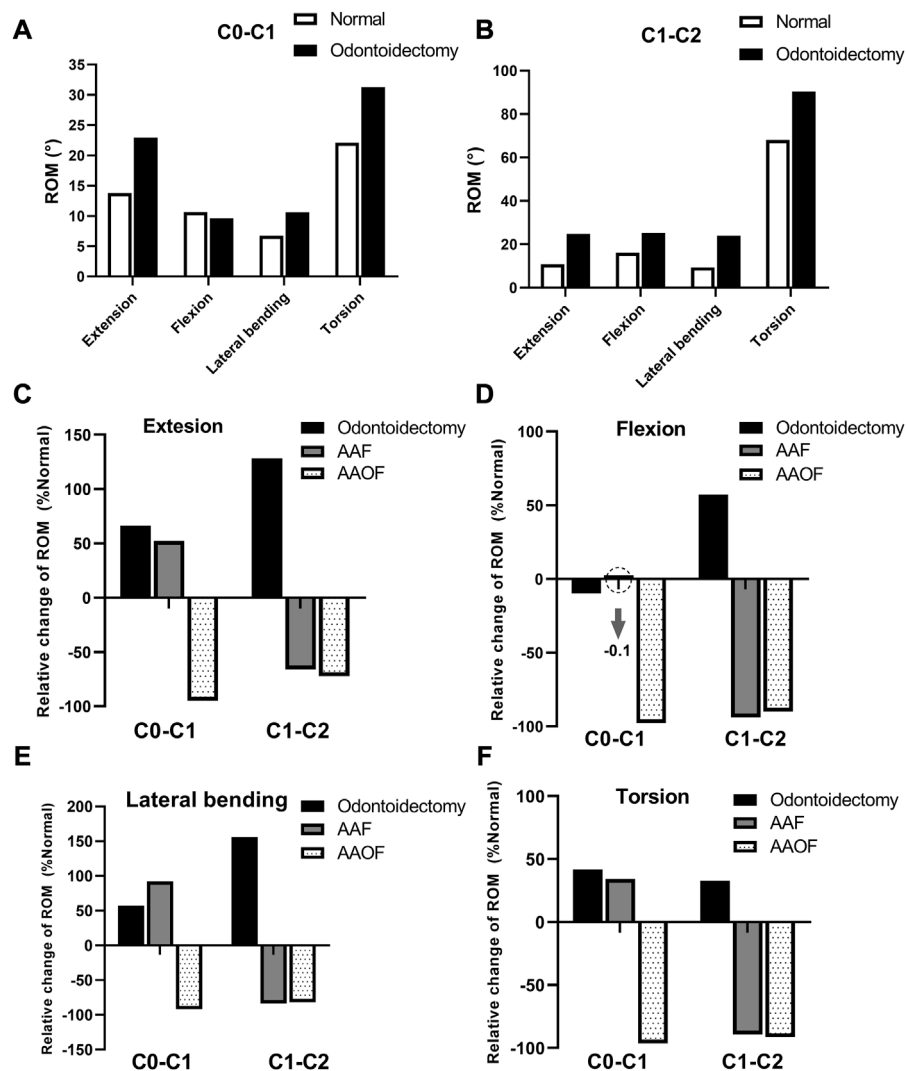 A
C0-C1
Normal
Odontoidectomy
ROM (°)
35
30
25
20
15
10
5
0
Extension
Flexion
Lateral bending
Torsion
B
C1-C2
Normal
Odontoidectomy
ROM (°)
100
80
60
40
20
0
Extension
Flexion
Lateral bending
Torsion
C
Extesion
Odontoidectomy
AAF
AAOF
Relative change of ROM (%Normal)
150
100
50
0
-50
-100
C0-C1
C1-C2
D
Flexion
Odontoidectomy
AAF
AAOF
Relative change of ROM (%Normal)
100
50
0
-50
-100
-0.1
C0-C1
C1-C2
E
Lateral bending
Odontoidectomy
AAF
AAOF
Relative change of ROM (%Normal)
200
150
100
50
0
-50
-100
-150
C0-C1
C1-C2
F
Torsion
Odontoidectomy
AAF
AAOF
Relative change of ROM (%Normal)
100
50
0
-50
-100
C0-C1
C1-C2